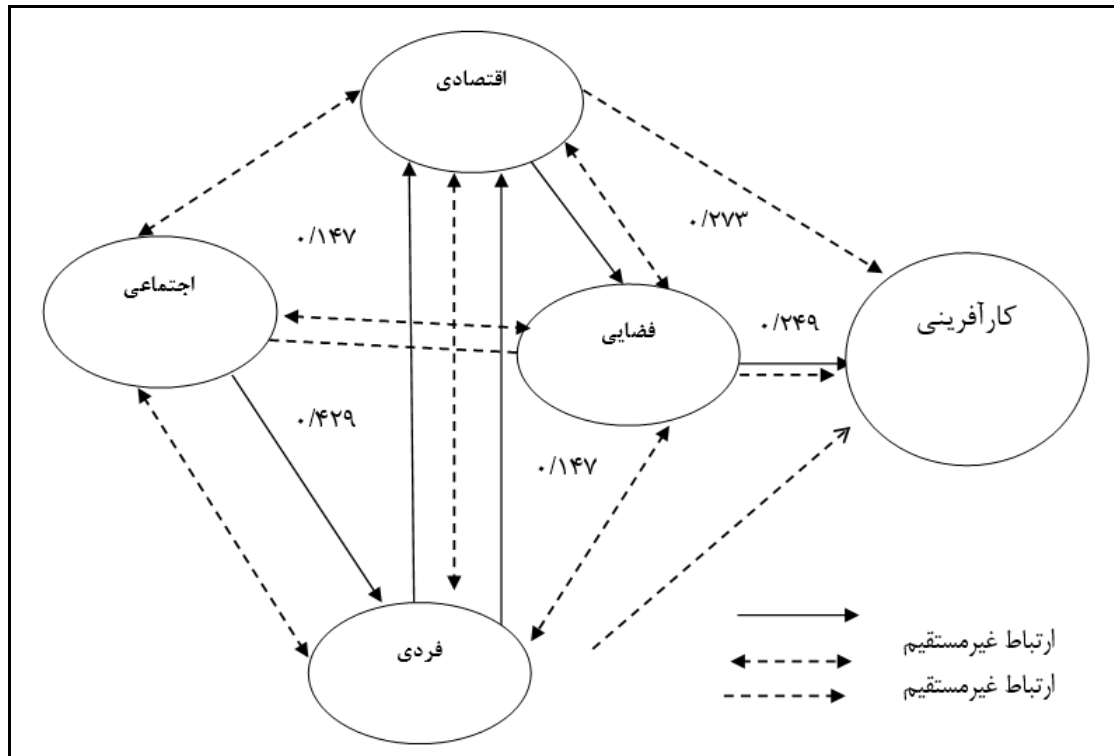 اقتصادی
۰/۲۷۳
۰/۱۴۷
اجتماعی
کارآفرینی
۰/۲۴۹
فضایی
۰/۴۲۹
۰/۱۴۷
فردی
ارتباط غیرمستقیم
ارتباط غیرمستقیم